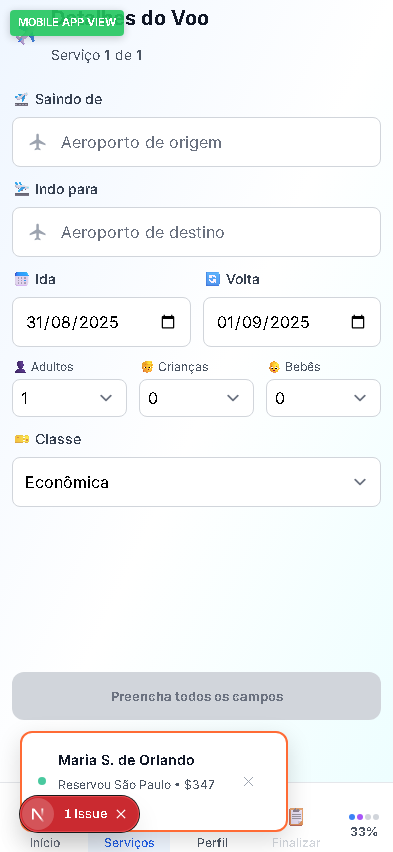 MOBILE APP VIEW
Detalhes do Voo
Serviço 1 de 1
Saindo de
Aeroporto de origem
Indo para
Aeroporto de destino
Ida
Volta
31/08/2025
01/09/2025
Adultos
Crianças
Bebês
1
0
0
Classe
Econômica
Preencha todos os campos
Maria S. de Orlando
Reservou São Paulo • $347
N
1 Issue
33%
Início
Serviços
Perfil
Finalizar